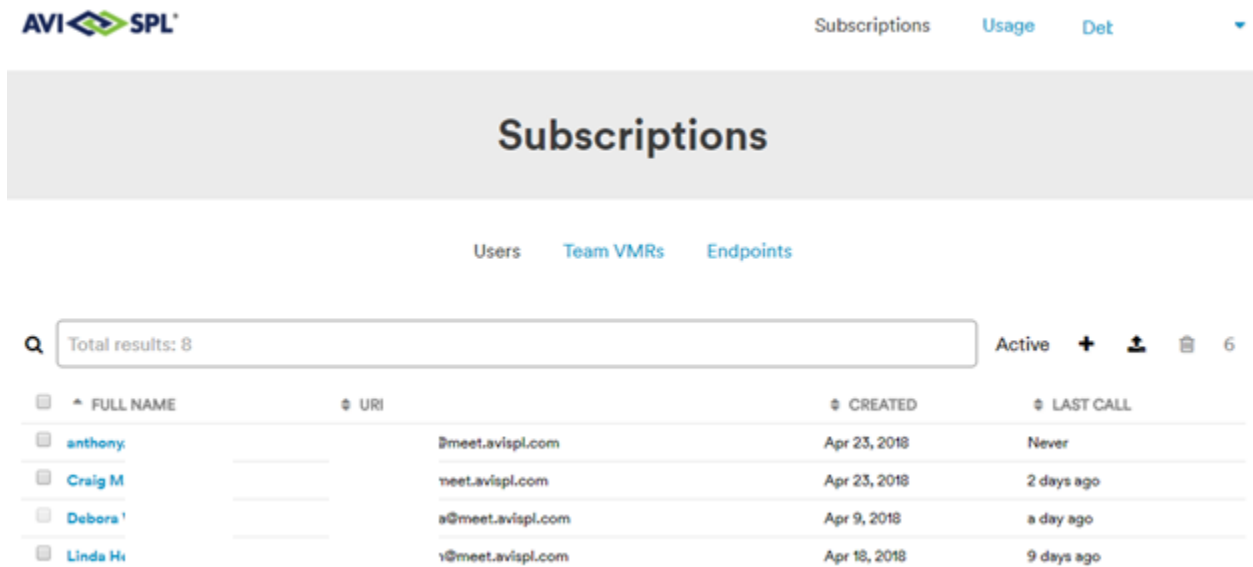 AVI SPL®
Subscriptions Usage Det
Subscriptions
Users Team VMRs Endpoints
Total results: 8 Active 6
FULL NAME URI CREATED LAST CALL
anthony. @meet.avispl.com Apr 23, 2018 Never
Craig M meet.avispl.com Apr 23, 2018 2 days ago
Debora a@meet.avispl.com Apr 9, 2018 a day ago
Linda @meet.avispl.com Apr 18, 2018 9 days ago